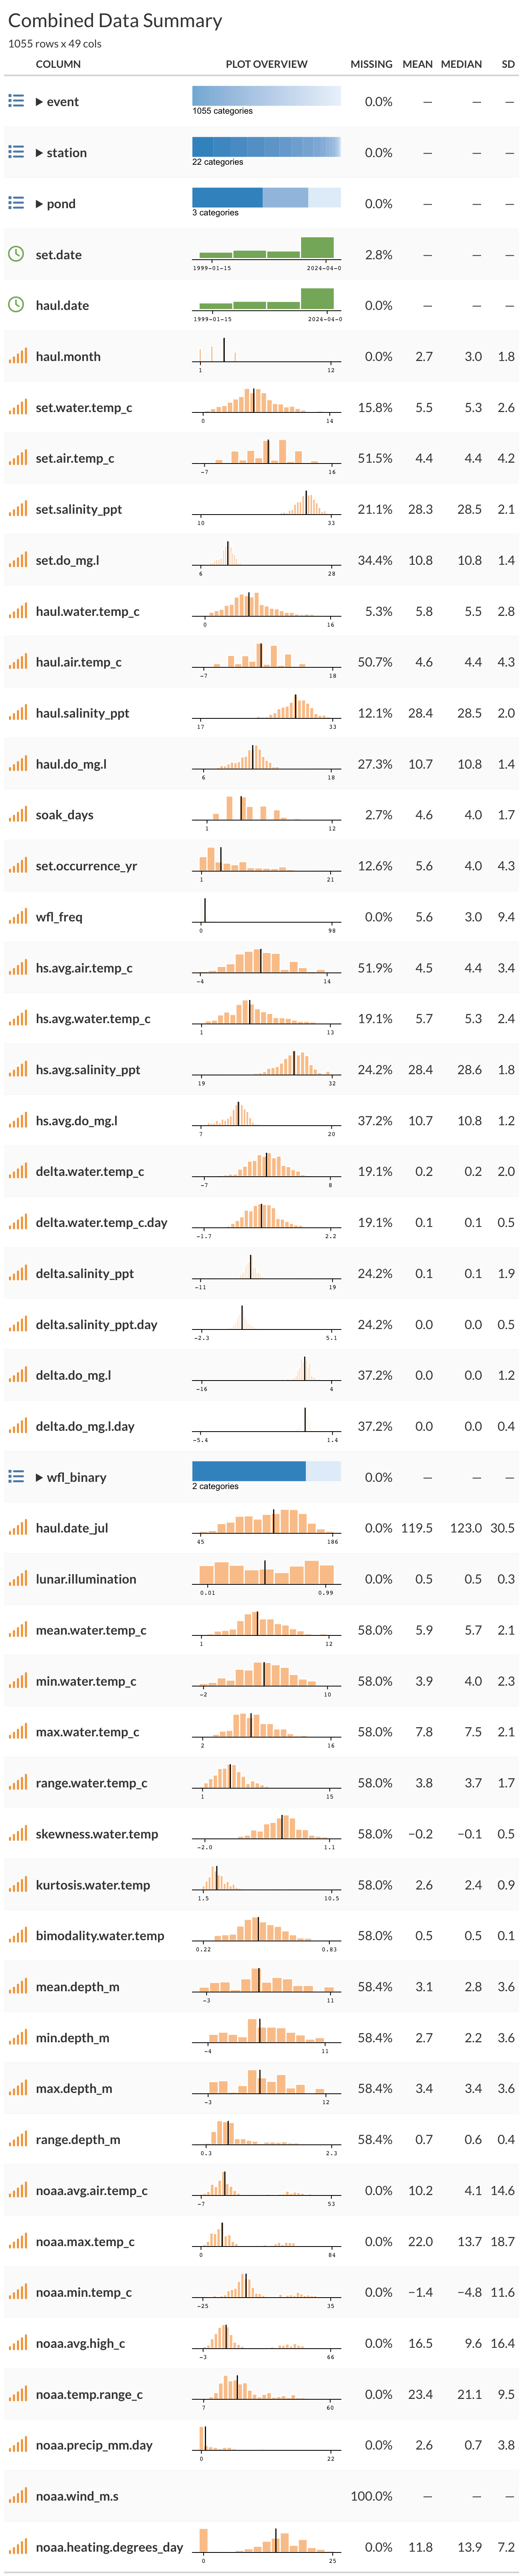 Combined Data Summary
1055 rows x 49 cols
COLUMN PLOT OVERVIEW MISSING MEAN MEDIAN SD
▶ event 0.0% — — —
1055 categories
▶ station 0.0% — — —
22 categories
▶ pond 0.0% — — —
3 categories
set.date 2.8% — — —
1999-01-15 2024-04-0
haul.date 0.0% — — —
1999-01-15 2024-04-0
haul.month 0.0% 2.7 3.0 1.8
1 12
set.water.temp_c 15.8% 5.5 5.3 2.6
0 14
set.air.temp_c 51.5% 4.4 4.4 4.2
-7 16
set.salinity_ppt 21.1% 28.3 28.5 2.1
10 33
set.do_mg.l 34.4% 10.8 10.8 1.4
6 28
haul.water.temp_c 5.3% 5.8 5.5 2.8
0 16
haul.air.temp_c 50.7% 4.6 4.4 4.3
-7 18
haul.salinity_ppt 12.1% 28.4 28.5 2.0
17 33
haul.do_mg.l 27.3% 10.7 10.8 1.4
6 18
soak_days 2.7% 4.6 4.0 1.7
1 12
set.occurrence_yr 12.6% 5.6 4.0 4.3
1 21
wfl_freq 0.0% 5.6 3.0 9.4
0 98
hs.avg.air.temp_c 51.9% 4.5 4.4 3.4
-4 14
hs.avg.water.temp_c 19.1% 5.7 5.3 2.4
1 13
hs.avg.salinity_ppt 24.2% 28.4 28.6 1.8
19 32
hs.avg.do_mg.l 37.2% 10.7 10.8 1.2
7 20
delta.water.temp_c 19.1% 0.2 0.2 2.0
-7 8
delta.water.temp_c.day 19.1% 0.1 0.1 0.5
-1.7 2.2
delta.salinity_ppt 24.2% 0.1 0.1 1.9
-11 19
delta.salinity_ppt.day 24.2% 0.0 0.0 0.5
-2.3 5.1
delta.do_mg.l 37.2% 0.0 0.0 1.2
-16 4
delta.do_mg.l.day 37.2% 0.0 0.0 0.4
-5.4 1.4
▶ wfl_binary 0.0% — — —
2 categories
haul.date_jul 0.0% 119.5 123.0 30.5
45 186
lunar.illumination 0.0% 0.5 0.5 0.3
0.01 0.99
mean.water.temp_c 58.0% 5.9 5.7 2.1
1 12
min.water.temp_c 58.0% 3.9 4.0 2.3
-2 10
max.water.temp_c 58.0% 7.8 7.5 2.1
2 16
range.water.temp_c 58.0% 3.8 3.7 1.7
1 15
skewness.water.temp 58.0% −0.2 −0.1 0.5
-2.0 1.1
kurtosis.water.temp 58.0% 2.6 2.4 0.9
1.5 10.5
bimodality.water.temp 58.0% 0.5 0.5 0.1
0.22 0.83
mean.depth_m 58.4% 3.1 2.8 3.6
-3 11
min.depth_m 58.4% 2.7 2.2 3.6
-4 11
max.depth_m 58.4% 3.4 3.4 3.6
-3 12
range.depth_m 58.4% 0.7 0.6 0.4
0.3 2.3
noaa.avg.air.temp_c 0.0% 10.2 4.1 14.6
-7 53
noaa.max.temp_c 0.0% 22.0 13.7 18.7
0 84
noaa.min.temp_c 0.0% −1.4 −4.8 11.6
-25 35
noaa.avg.high_c 0.0% 16.5 9.6 16.4
-3 66
noaa.temp.range_c 0.0% 23.4 21.1 9.5
7 60
noaa.precip_mm.day 0.0% 2.6 0.7 3.8
0 22
noaa.wind_m.s 100.0% — — —
noaa.heating.degrees_day 0.0% 11.8 13.9 7.2
0 25